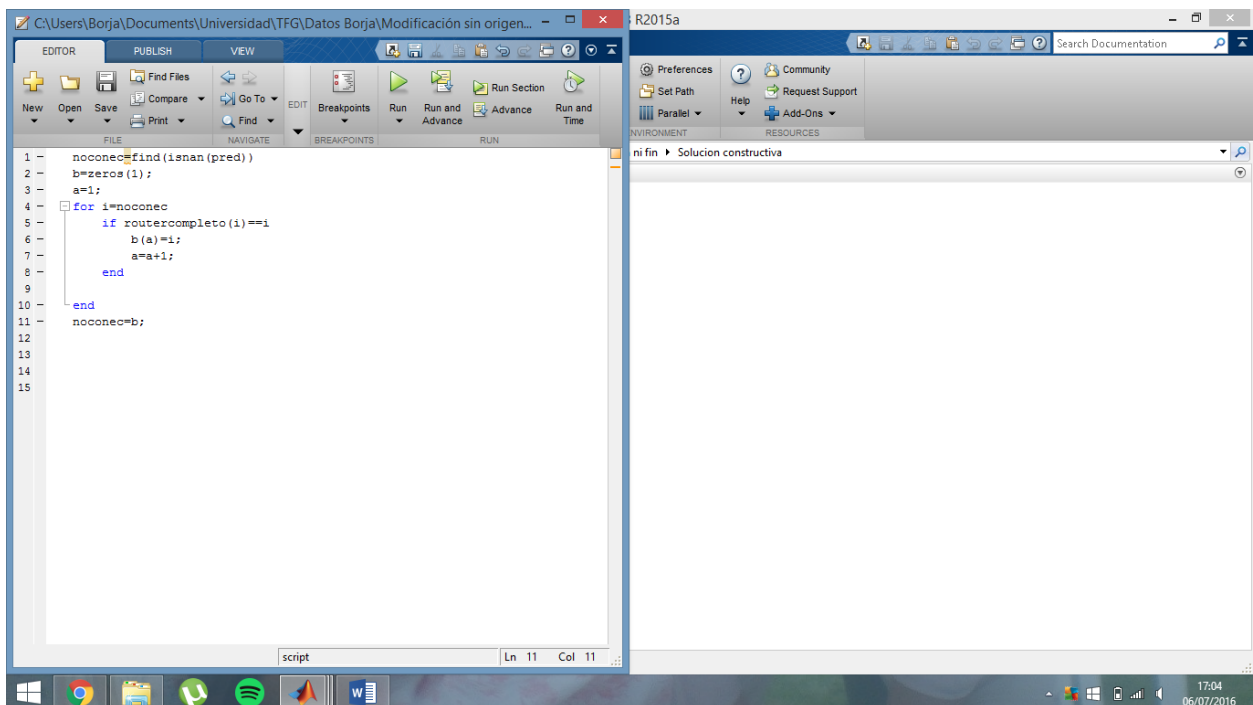 C:\Users\Borja\Documents\Universidad\TFG\Datos Borja\Modificación sin origen...
R2015a
EDITOR PUBLISH VIEW
Search Documentation
New Open Save
Find Files
Compare
Print
Go To
Find
EDIT
Breakpoints
Run
Run and Advance
Run Section
Advance
Run and Time
FILE NAVIGATE BREAKPOINTS RUN
Preferences
Set Path
Parallel
Help
Community
Request Support
Add-Ons
RESOURCES
ni fin Solucion constructiva
1 noconec=find(isnan(pred))
2 b=zeros(1);
3 a=1;
4 for i=noconec
5 if routercompleto(i)==i
6 b(a)=i;
7 a=a+1;
8 end
9
10 end
11 noconec=b;
12
13
14
15
script Ln 11 Col 11
W
17:04
06/07/2016